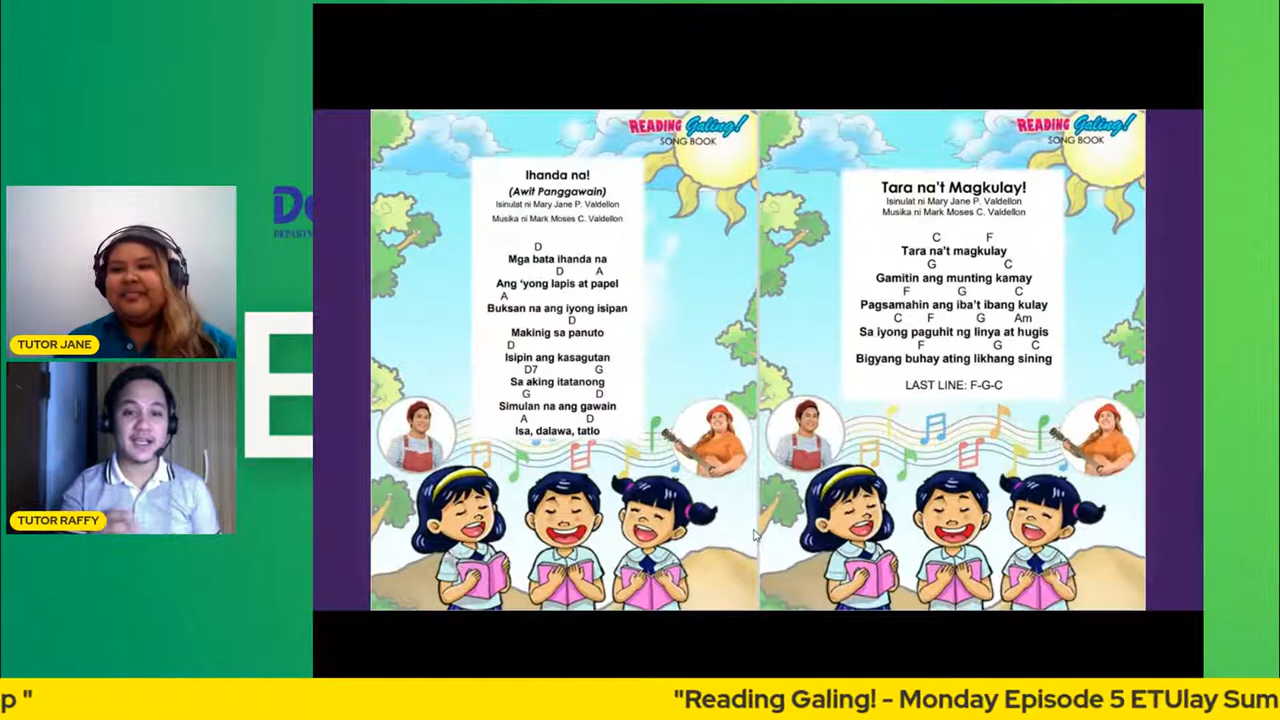 TUTOR JANE
TUTOR RAFFY
READING Galing!
SONG BOOK
Ihanda na!
(Awit Panggawain)
Isinulat ni Mary Jane P. Valdellon
Musika ni Mark Moses C. Valdellon
D
Mga bata ihanda na
D A
Ang ‘yong lapis at papel
A
Buksan na ang iyong isipan
D
Makinig sa panuto
D
Isipin ang kasagutan
D7 G
Sa aking itatanong
G D
Simulan na ang gawain
A D
Isa, dalawa, tatlo
READING Galing!
SONG BOOK
Tara na’t Magkulay!
Isinulat ni Mary Jane P. Valdellon
Musika ni Mark Moses C. Valdellon
C F
Tara na’t magkulay
G C
Gamitin ang munting kamay
F G C
Pagsamahin ang iba’t ibang kulay
C F G Am
Sa iyong paguhit ng linya at hugis
F G C
Bigyang buhay ating likhang sining
LAST LINE: F-G-C
p " "Reading Galing! - Monday Episode 5 ETUlay Sum